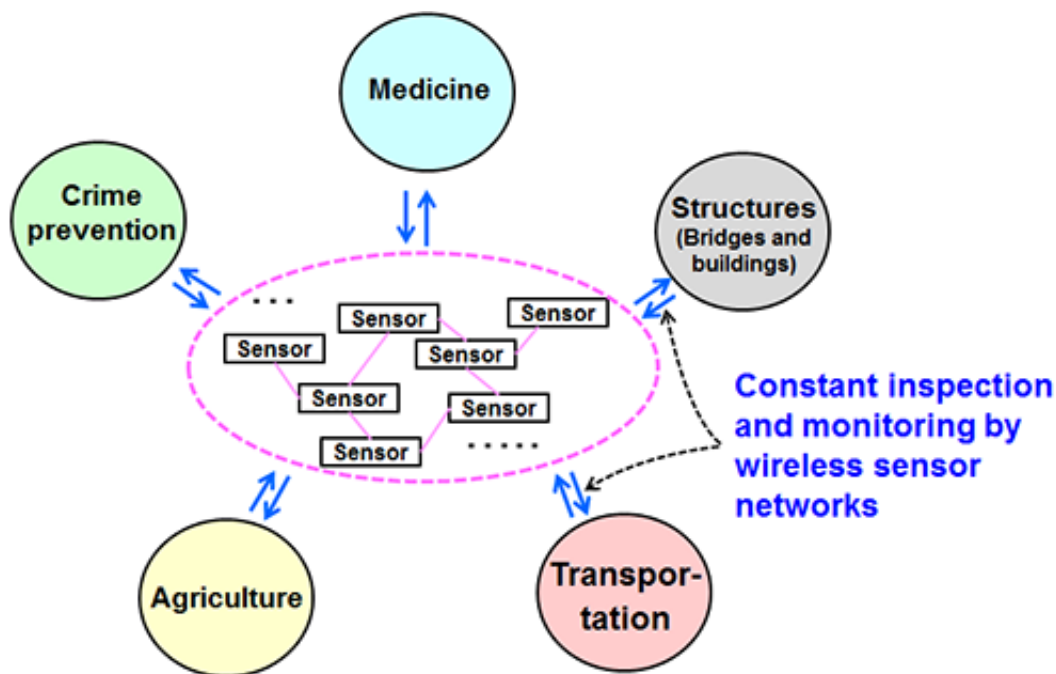 Medicine
Crime
prevention
Structures
(Bridges and
buildings)
. . .
Sensor
Sensor
Sensor
Sensor
Sensor
Sensor
Sensor
. . . . .
Constant inspection
and monitoring by
wireless sensor
networks
Agriculture
Transpor-
tation